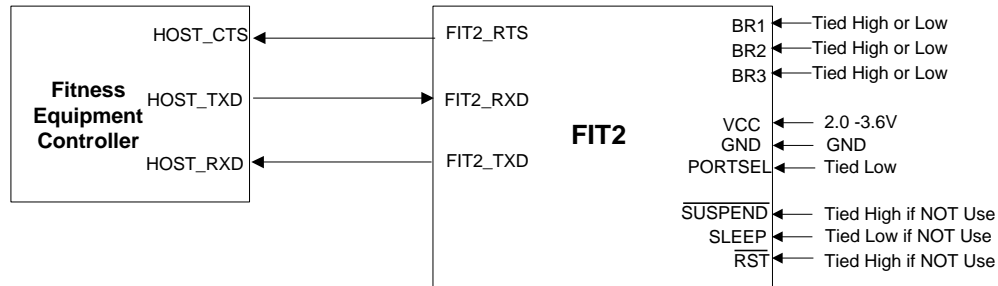 HOST_CTS
FIT2_RTS
BR1
Tied High or Low
BR2
Tied High or Low
BR3
Tied High or Low
Fitness
Equipment
Controller
HOST_TXD
FIT2_RXD
HOST_RXD
FIT2_TXD
FIT2
VCC
2.0 -3.6V
GND
GND
PORTSEL
Tied Low
SUSPEND
Tied High if NOT Use
SLEEP
Tied Low if NOT Use
RST
Tied High if NOT Use